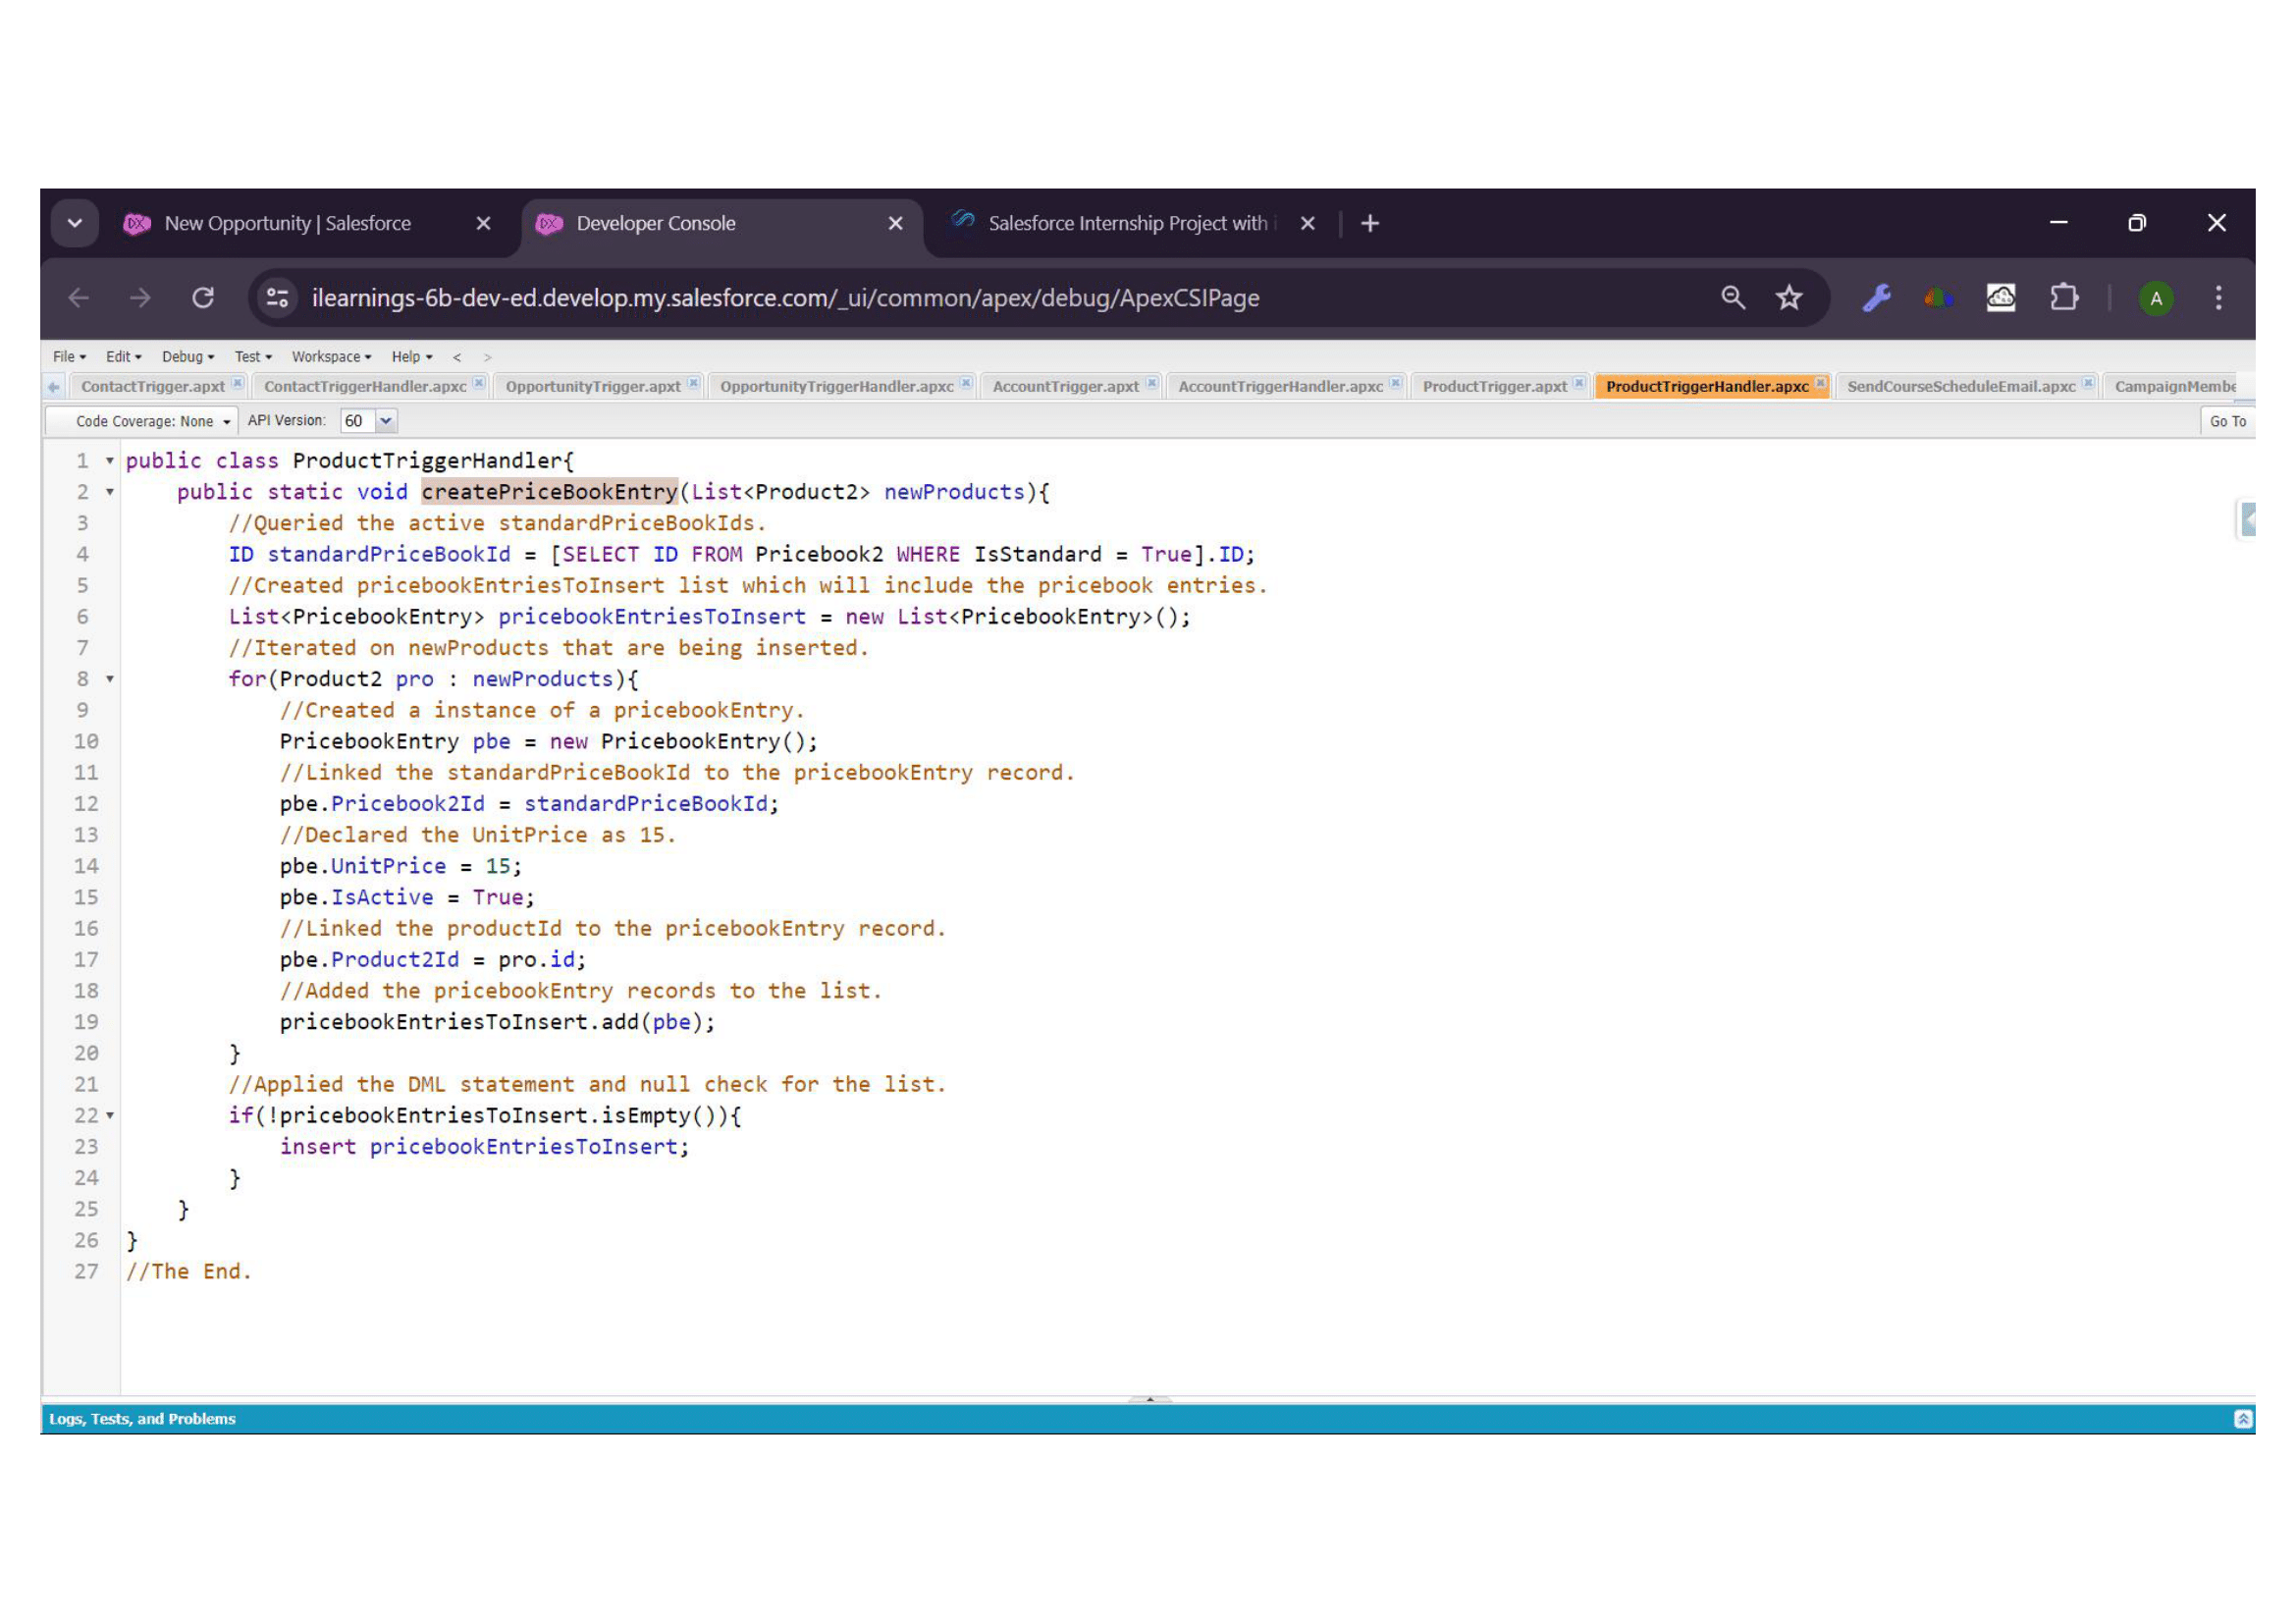 New Opportunity | Salesforce
Developer Console
Salesforce Internship Project with
ilearnings-6b-dev-ed.develop.my.salesforce.com/_ui/common/apex/debug/ApexCSIPage
A
File Edit Debug Test Workspace Help < >
ContactTrigger.apxt ContactTriggerHandler.apxc OpportunityTrigger.apxt OpportunityTriggerHandler.apxc AccountTrigger.apxt AccountTriggerHandler.apxc ProductTrigger.apxt ProductTriggerHandler.apxc SendCourseScheduleEmail.apxc CampaignMembe
Code Coverage: None API Version: 60 Go To
1 public class ProductTriggerHandler{
2 public static void createPriceBookEntry(List<Product2> newProducts){
3 //Queried the active standardPriceBookIds.
4 ID standardPriceBookId = [SELECT ID FROM Pricebook2 WHERE IsStandard = True].ID;
5 //Created pricebookEntriesToInsert list which will include the pricebook entries.
6 List<PricebookEntry> pricebookEntriesToInsert = new List<PricebookEntry>();
7 //Iterated on newProducts that are being inserted.
8 for(Product2 pro : newProducts){
9 //Created a instance of a pricebookEntry.
10 PricebookEntry pbe = new PricebookEntry();
11 //Linked the standardPriceBookId to the pricebookEntry record.
12 pbe.Pricebook2Id = standardPriceBookId;
13 //Declared the UnitPrice as 15.
14 pbe.UnitPrice = 15;
15 pbe.IsActive = True;
16 //Linked the productId to the pricebookEntry record.
17 pbe.Product2Id = pro.id;
18 //Added the pricebookEntry records to the list.
19 pricebookEntriesToInsert.add(pbe);
20 }
21 //Applied the DML statement and null check for the list.
22 if(!pricebookEntriesToInsert.isEmpty()){
23 insert pricebookEntriesToInsert;
24 }
25 }
26 }
27 //The End.
Logs, Tests, and Problems